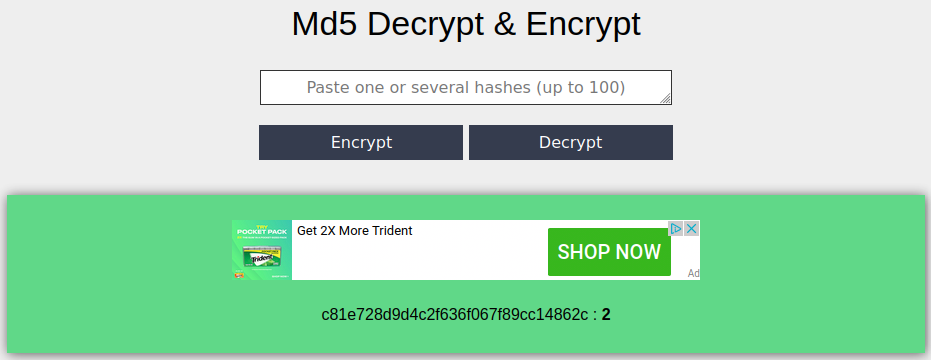 Md5 Decrypt & Encrypt
Paste one or several hashes (up to 100)
Encrypt
Decrypt
TRY
POCKET PACK
Trident
Get 2X More Trident
SHOP NOW
Ad
c81e728d9d4c2f636f067f89cc14862c : 2